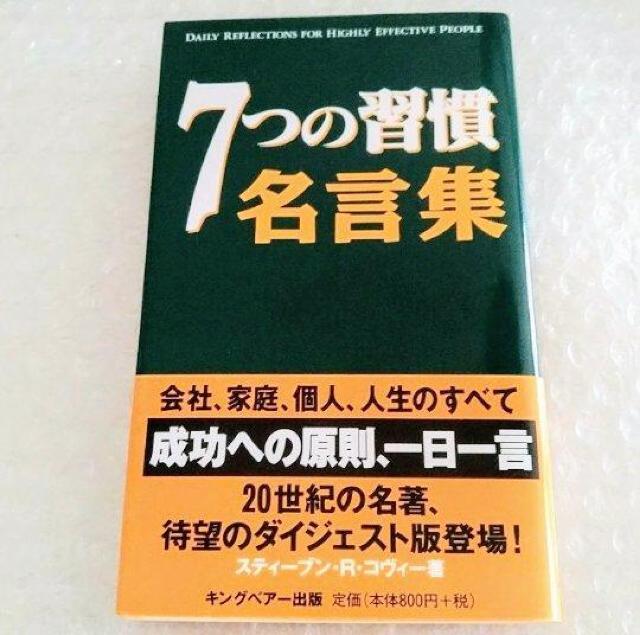 DAILY REFLECTIONS FOR HIGHLY EFFECTIVE PEOPLE
7つの習慣
名言集
会社、家庭、個人、人生のすべて
成功への原則、一日一言
20世紀の名著、
待望のダイジェスト版登場!
スティーブン・R・コヴィー著
キングベアー出版 定価(本体800円+税)